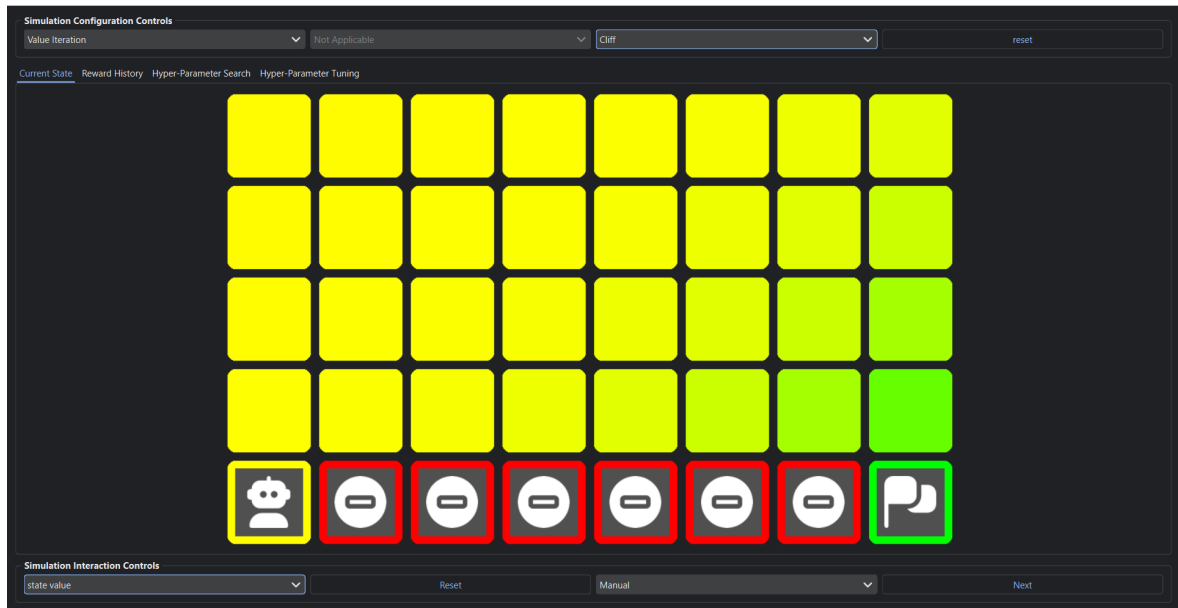 Simulation Configuration Controls
Value Iteration Not Applicable Cliff reset
Current State Reward History Hyper-Parameter Search Hyper-Parameter Tuning
Simulation Interaction Controls
state value Reset Manual Next